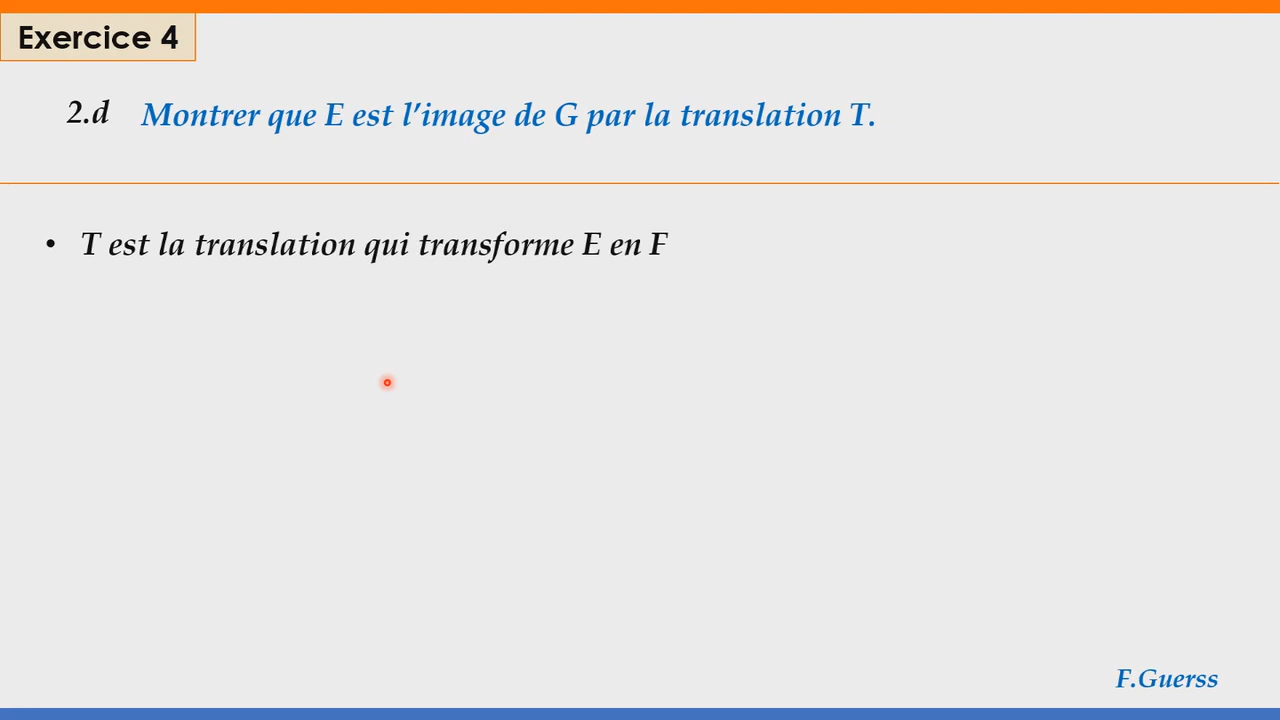 Exercice 4
2.d Montrer que E est l’image de G par la translation T.
• T est la translation qui transforme E en F
F.Guerss